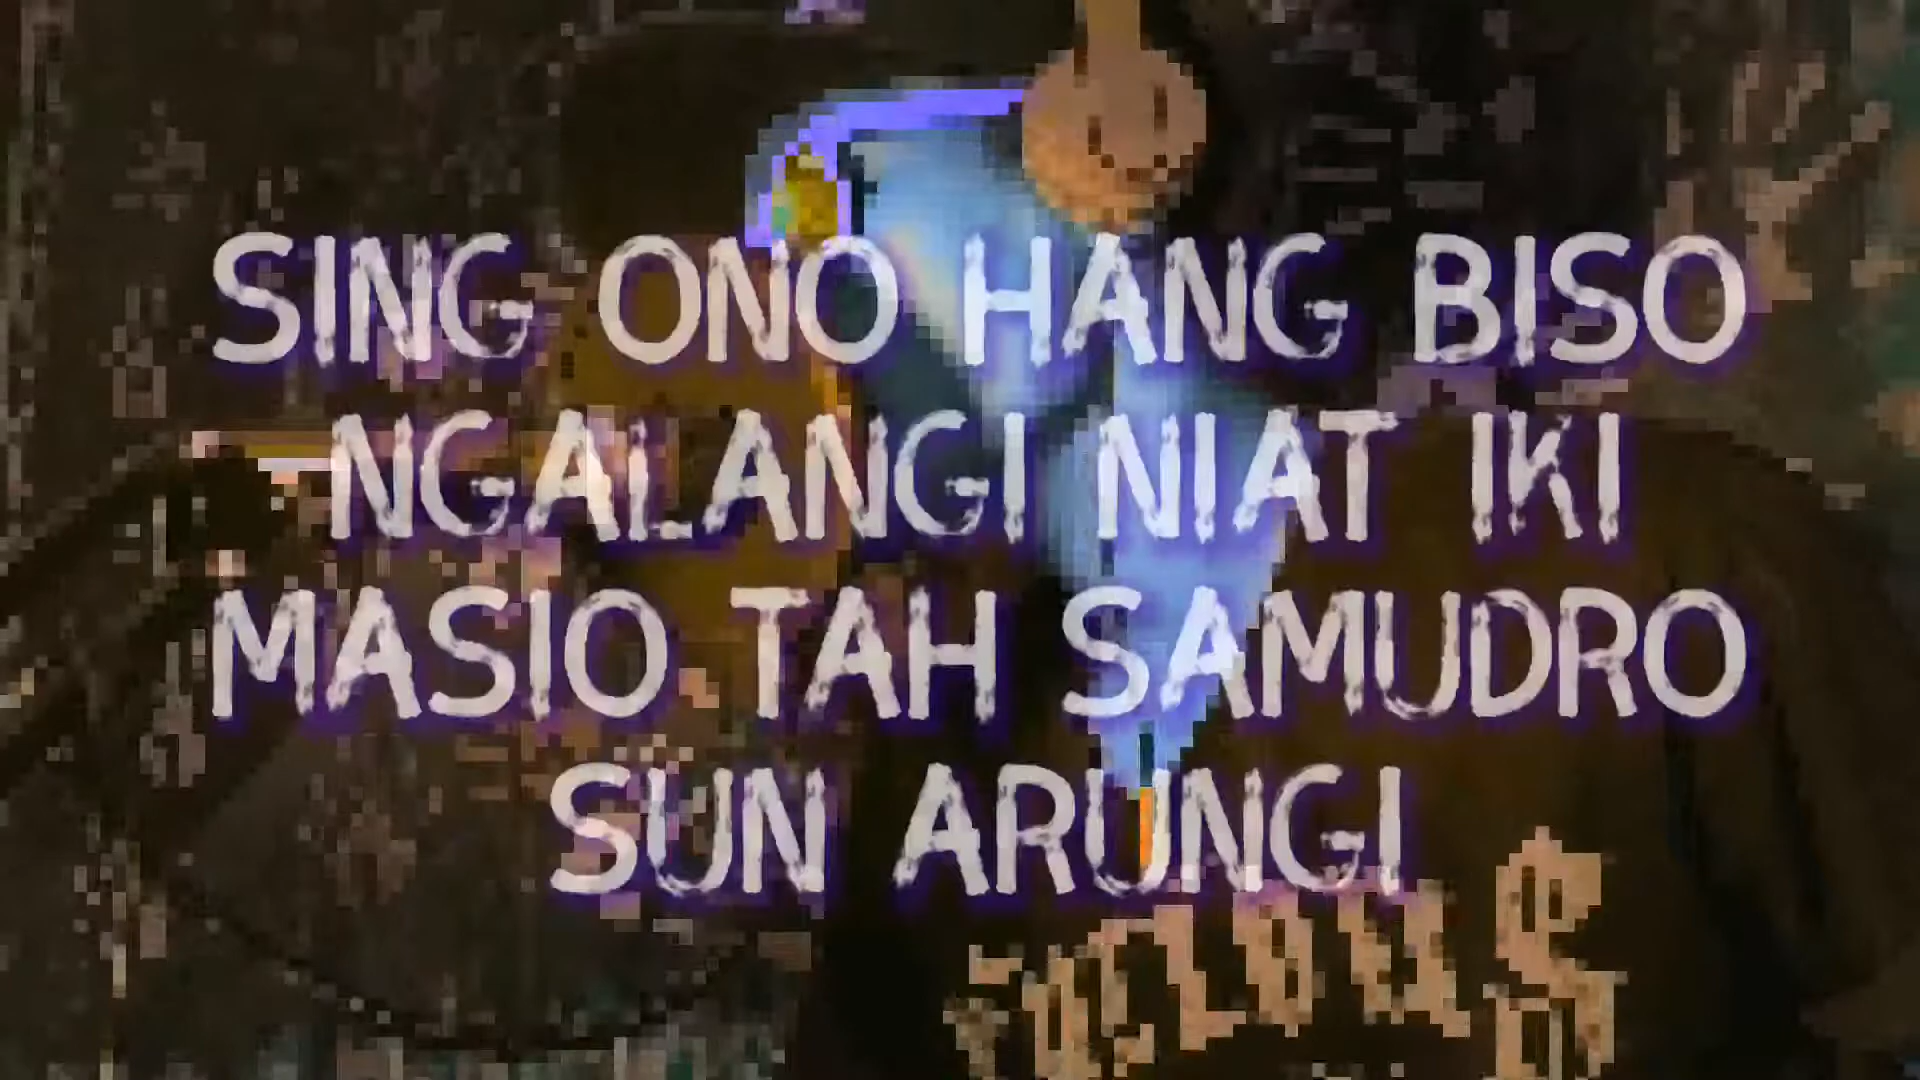 SING ONO HANG BISO
NGALANGI NIAT IKI
MASIO TAH SAMUDRO
SUN ARUNGI